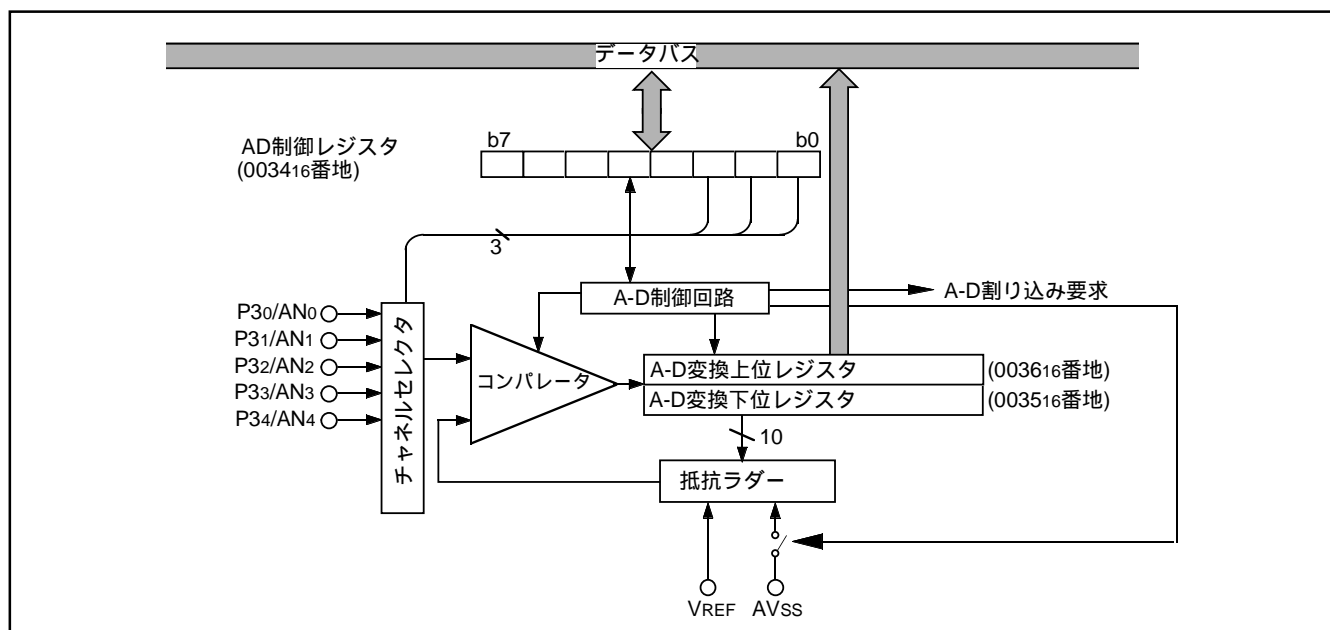 データバス
b7 b0
AD制御レジスタ
(003416番地)
3
A-D制御回路
A-D割り込み要求
P30/AN0
P31/AN1
P32/AN2
P33/AN3
P34/AN4
チャネルセレクタ
コンパレータ
A-D変換上位レジスタ
(003616番地)
A-D変換下位レジスタ
(003516番地)
10
抵抗ラダー
VREF AVSS